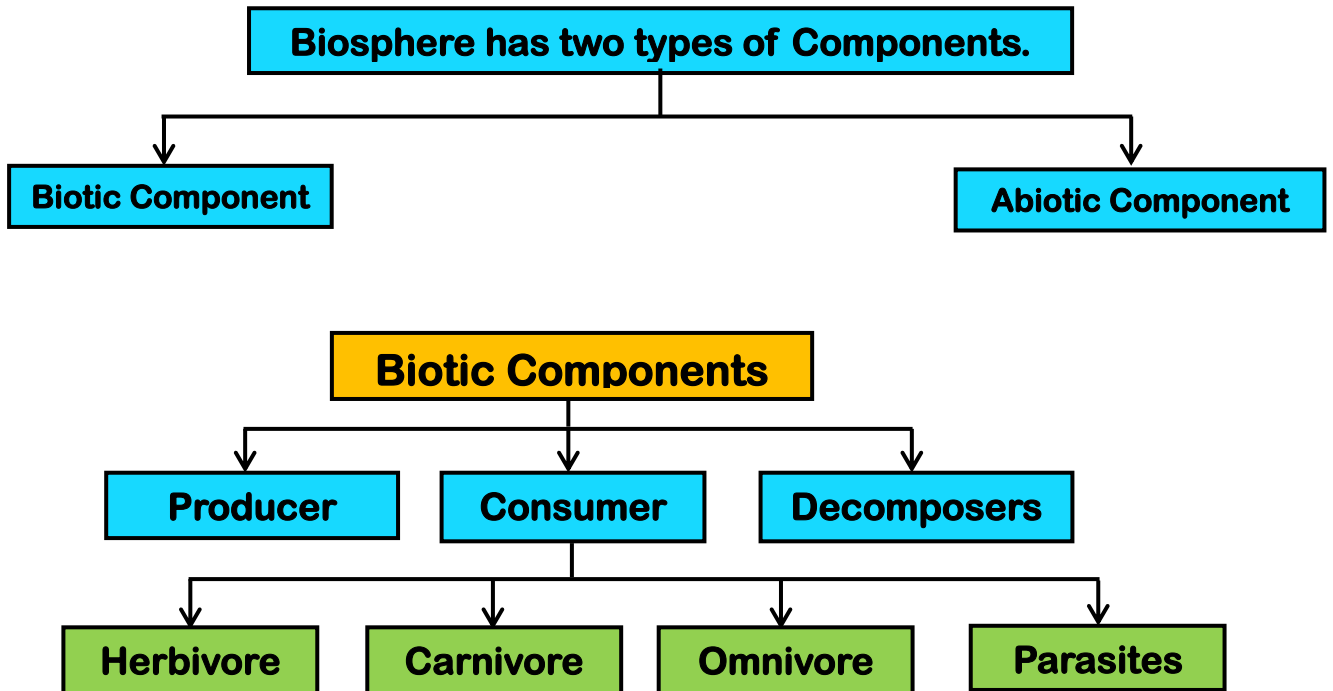 Biosphere has two types of Components.
Biotic Component
Abiotic Component
Biotic Components
Producer
Consumer
Decomposers
Herbivore
Carnivore
Omnivore
Parasites